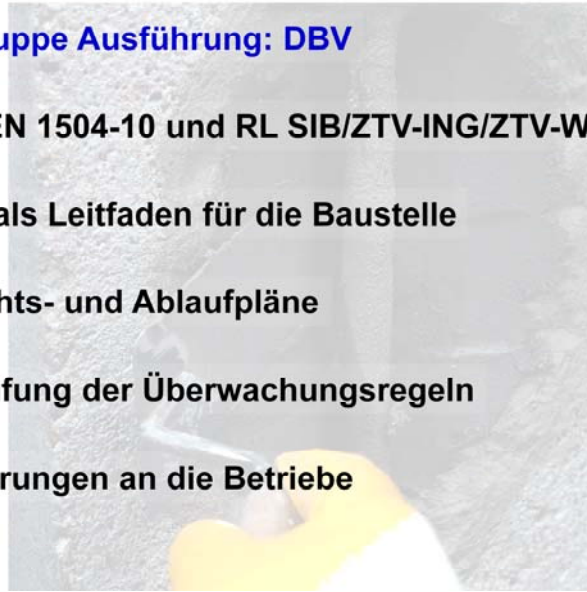 uppe Ausführung: DBV
EN 1504-10 und RL SIB/ZTV-ING/ZTV-W
als Leitfaden für die Baustelle
hts- und Ablaufpläne
fung der Überwachungsregeln
rungen an die Betriebe